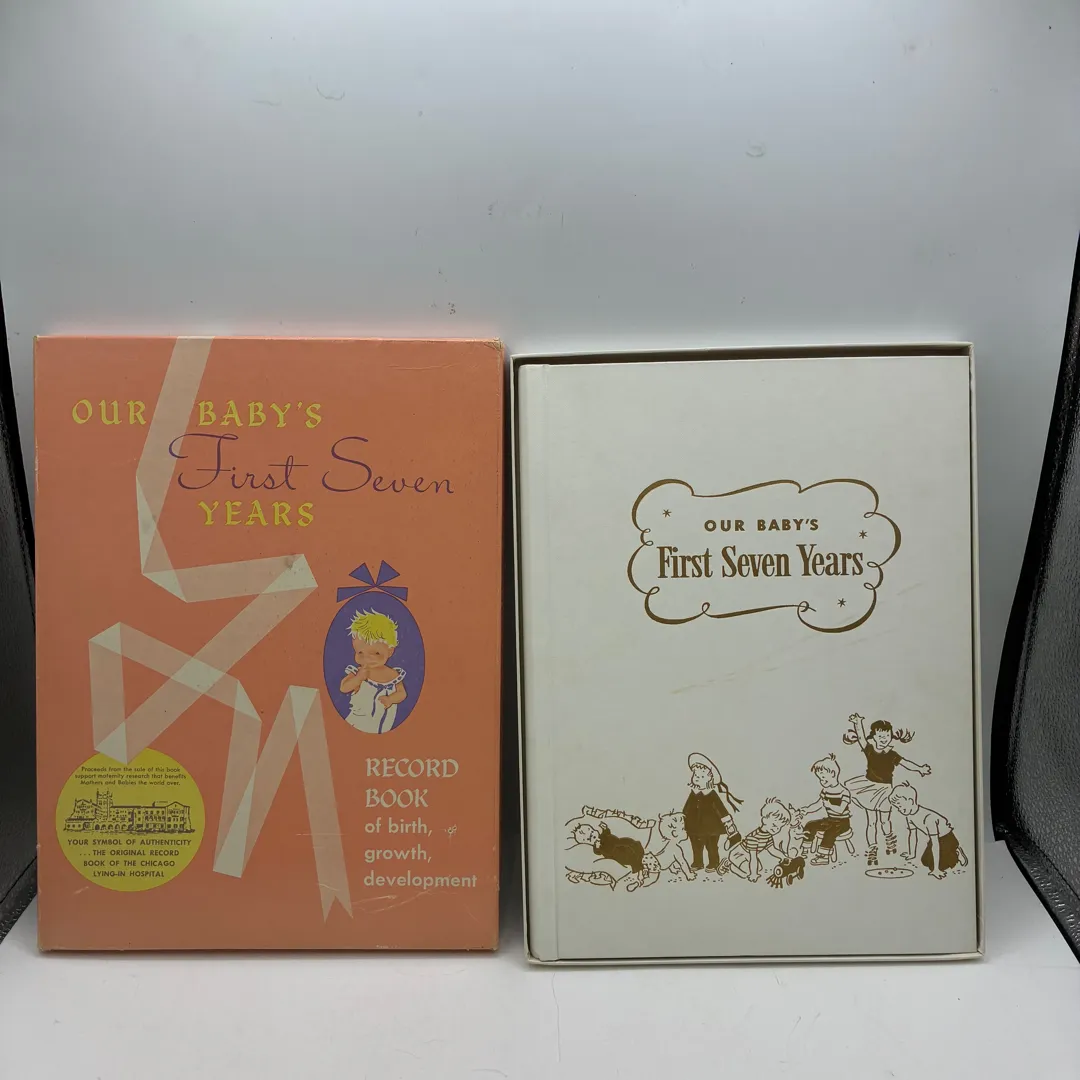 OUR BABY'S
First Seven
YEARS
RECORD
BOOK
of birth,
growth,
development
Proceeds from the sale of this book
support maternity research that benefits
Mothers and Babies the world over.
YOUR SYMBOL OF AUTHENTICITY
...THE ORIGINAL RECORD
BOOK OF THE CHICAGO
LYING-IN HOSPITAL
OUR BABY'S
First Seven Years